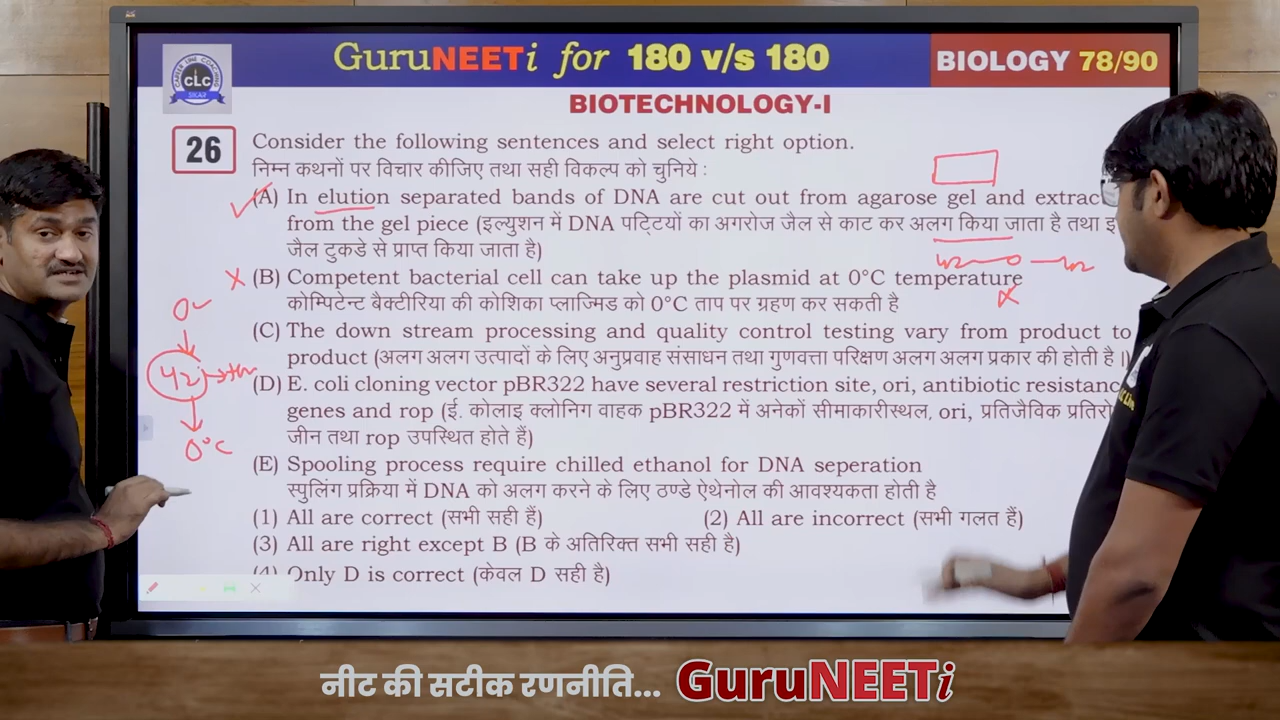 GuruNEETi for 180 v/s 180
BIOLOGY 78/90
CAREER LINE COACHING
CLC
SIKAR
BIOTECHNOLOGY-I
26 Consider the following sentences and select right option.
निम्न कथनों पर विचार कीजिए तथा सही विकल्प को चुनिये :
(A) In elution separated bands of DNA are cut out from agarose gel and extrac
from the gel piece (इल्युशन में DNA पट्टियों का अगरोज जैल से काट कर अलग किया जाता है तथा इ
जैल टुकडे से प्राप्त किया जाता है)
(B) Competent bacterial cell can take up the plasmid at 0°C temperature
कोम्पिटेन्ट बैक्टीरिया की कोशिका प्लाज्मिड को 0°C ताप पर ग्रहण कर सकती है
(C) The down stream processing and quality control testing vary from product to
product (अलग अलग उत्पादों के लिए अनुप्रवाह संसाधन तथा गुणवत्ता परिक्षण अलग अलग प्रकार की होती है।)
(D) E. coli cloning vector pBR322 have several restriction site, ori, antibiotic resistanc
genes and rop (ई. कोलाइ क्लोनिग वाहक pBR322 में अनेकों सीमाकारीस्थल, ori, प्रतिजैविक प्रतिरो
जीन तथा rop उपस्थित होते हैं)
(E) Spooling process require chilled ethanol for DNA seperation
स्पुलिंग प्रक्रिया में DNA को अलग करने के लिए ठण्डे ऐथेनोल की आवश्यकता होती है
(1) All are correct (सभी सही हैं) (2) All are incorrect (सभी गलत हैं)
(3) All are right except B (B के अतिरिक्त सभी सही है)
(4) Only D is correct (केवल D सही है)
42
0°C
नीट की सटीक रणनीति... GuruNEETi